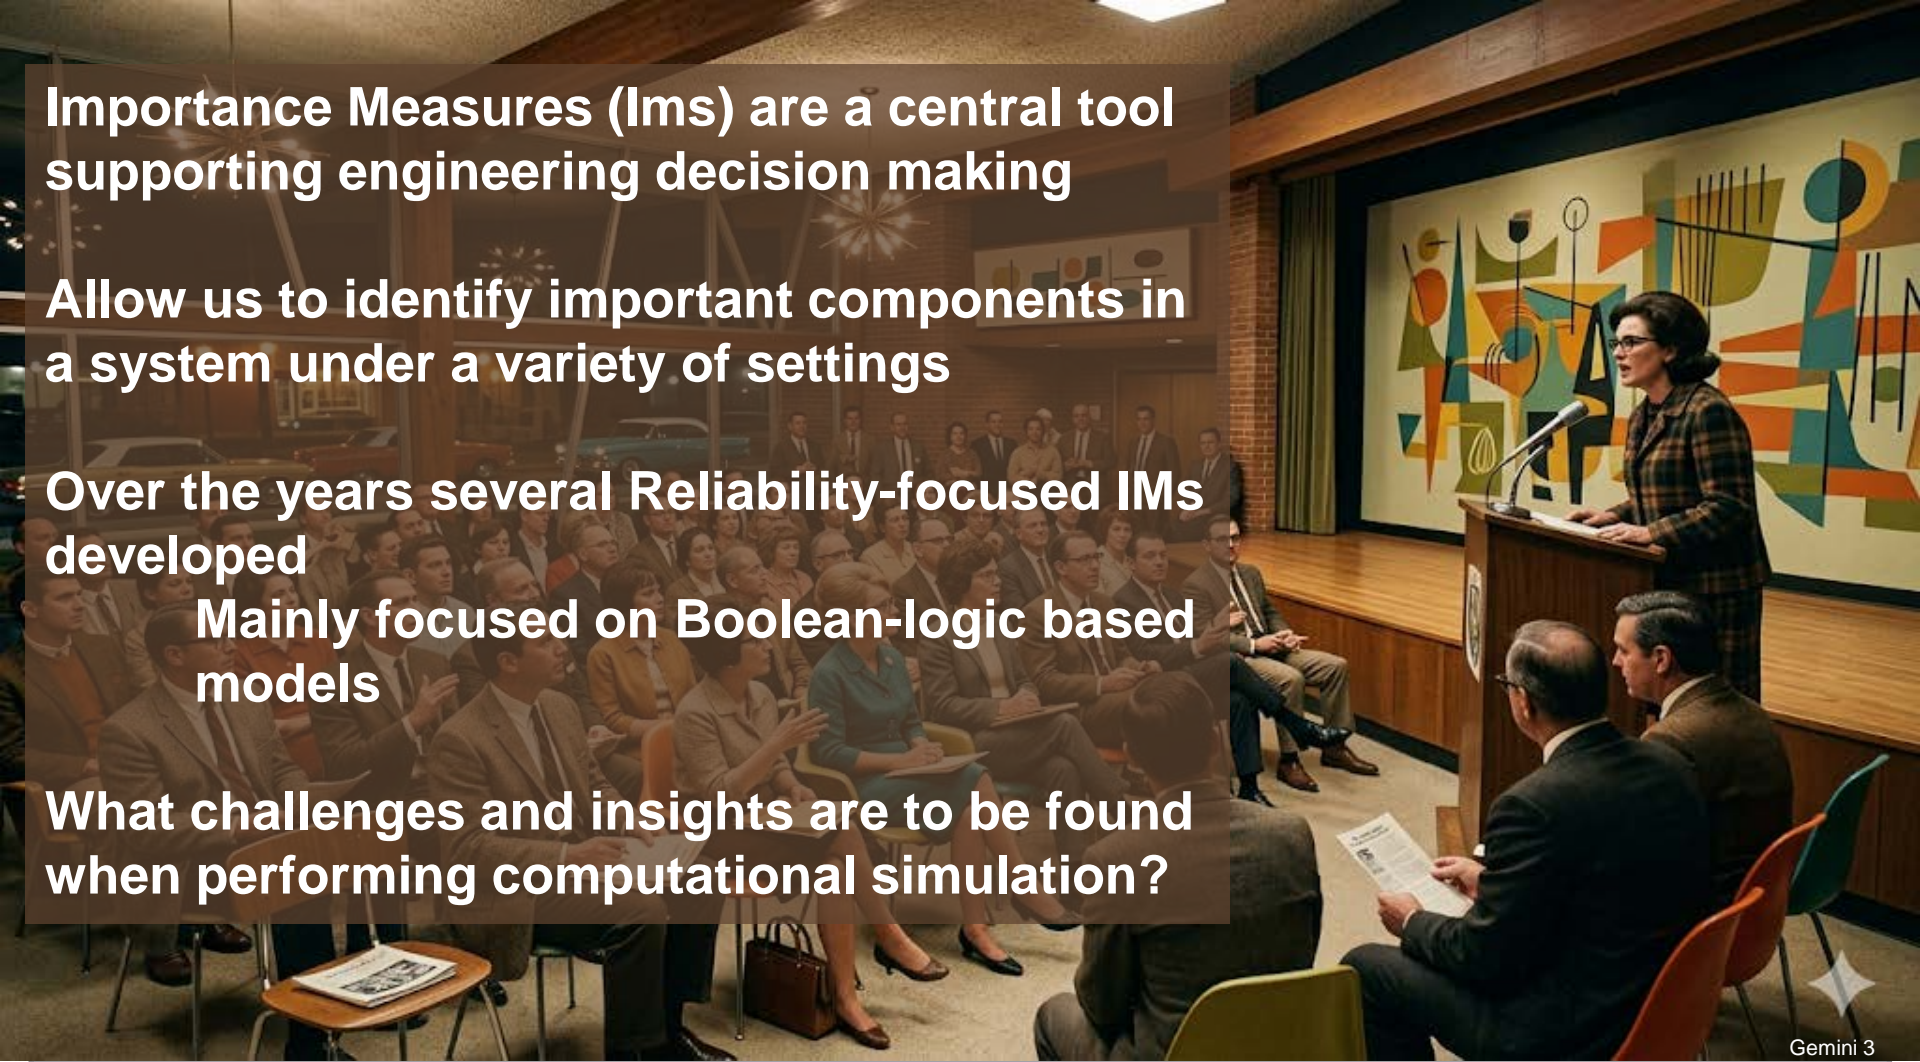 Importance Measures (Ims) are a central tool
supporting engineering decision making
Allow us to identify important components in
a system under a variety of settings
Over the years several Reliability-focused IMs
developed
Mainly focused on Boolean-logic based
models
What challenges and insights are to be found
when performing computational simulation?
Gemini 3